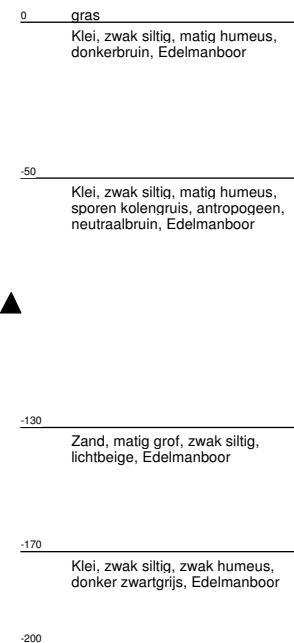 0 gras
Klei, zwak siltig, matig humeus,
donkerbruin, Edelmanboor
-50
Klei, zwak siltig, matig humeus,
sporen kolengruis, antropogeen,
neutraalbruin, Edelmanboor
-130
Zand, matig grof, zwak siltig,
lichtbeige, Edelmanboor
-170
Klei, zwak siltig, zwak humeus,
donker zwartgrijs, Edelmanboor
-200